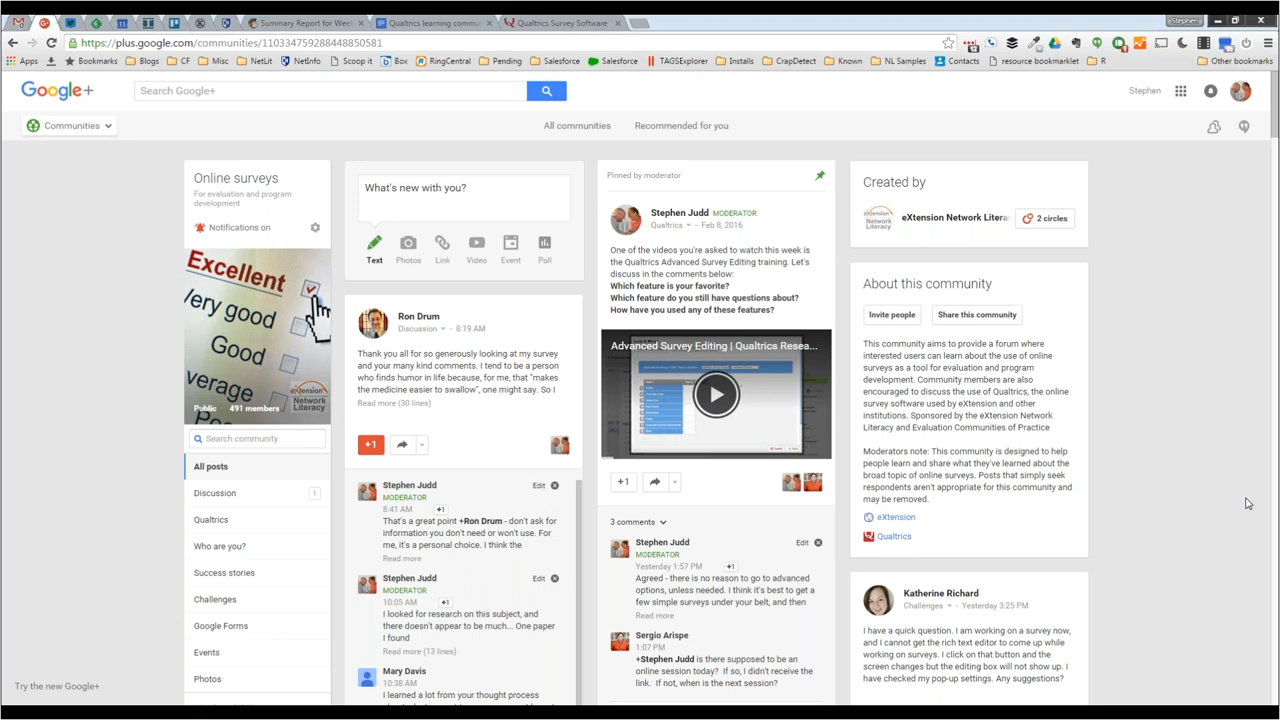 Summary Report for Wee
Qualtrics learning commu
Qualtrics Survey Software
Stephen
https://plus.google.com/communities/110334759288448850581
Apps
Bookmarks
Blogs
CF
Misc
NetLit
NetInfo
Scoop it
Box
RingCentral
Pending
Salesforce
Salesforce
TAGSExplorer
Installs
CrapDetect
Known
NL Samples
Contacts
resource bookmarklet
R
Other bookmarks
Google+
Search Google+
Stephen
Communities
All communities
Recommended for you
Online surveys
For evaluation and program
development
Notifications on
Excellent
Very good
Good
verage
eXtension
Network
Literacy
Public 491 members
Search community
All posts
Discussion 1
Qualtrics
Who are you?
Success stories
Challenges
Google Forms
Events
Photos
Try the new Google+
What's new with you?
Text
Photos
Link
Video
Event
Poll
Ron Drum
Discussion - 8:19 AM
Thank you all for so generously looking at my survey
and your many kind comments. I tend to be a person
who finds humor in life because, for me, that "makes
the medicine easier to swallow", one might say. So I
Read more (30 lines)
+1
Stephen Judd Edit
MODERATOR
8:41 AM +1
That's a great point +Ron Drum - don't ask for
information you don't need or won't use. For
me, it's a personal choice. I think the
Read more
Stephen Judd Edit
MODERATOR
10:05 AM +1
I looked for research on this subject, and
there doesn't appear to be much... One paper
I found
Read more (13 lines)
Mary Davis
10:38 AM
I learned a lot from your thought process
Pinned by moderator
Stephen Judd MODERATOR
Qualtrics - Feb 8, 2016
One of the videos you're asked to watch this week is
the Qualtrics Advanced Survey Editing training. Let's
discuss in the comments below:
Which feature is your favorite?
Which feature do you still have questions about?
How have you used any of these features?
Advanced Survey Editing | Qualtrics Resea...
+1
3 comments
Stephen Judd Edit
MODERATOR
Yesterday 1:57 PM +1
Agreed - there is no reason to go to advanced
options, unless needed. I think it's best to get a
few simple surveys under your belt, and then
Read more
Sergio Arispe
1:07 PM
+Stephen Judd is there supposed to be an
online session today? If so, I didn't receive the
link. If not, when is the next session?
Created by
eXtension
Network
Literacy
eXtension Network Litera
2 circles
About this community
Invite people
Share this community
This community aims to provide a forum where
interested users can learn about the use of online
surveys as a tool for evaluation and program
development. Community members are also
encouraged to discuss the use of Qualtrics, the online
survey software used by eXtension and other
institutions. Sponsored by the eXtension Network
Literacy and Evaluation Communities of Practice
Moderators note: This community is designed to help
people learn and share what they've learned about the
broad topic of online surveys. Posts that simply seek
respondents aren't appropriate for this community and
may be removed.
eXtension
Qualtrics
Katherine Richard
Challenges - Yesterday 3:25 PM
I have a quick question. I am working on a survey now,
and I cannot get the rich text editor to come up while
working on surveys. I click on that button and the
screen changes but the editing box will not show up. I
have checked my pop-up settings. Any suggestions?